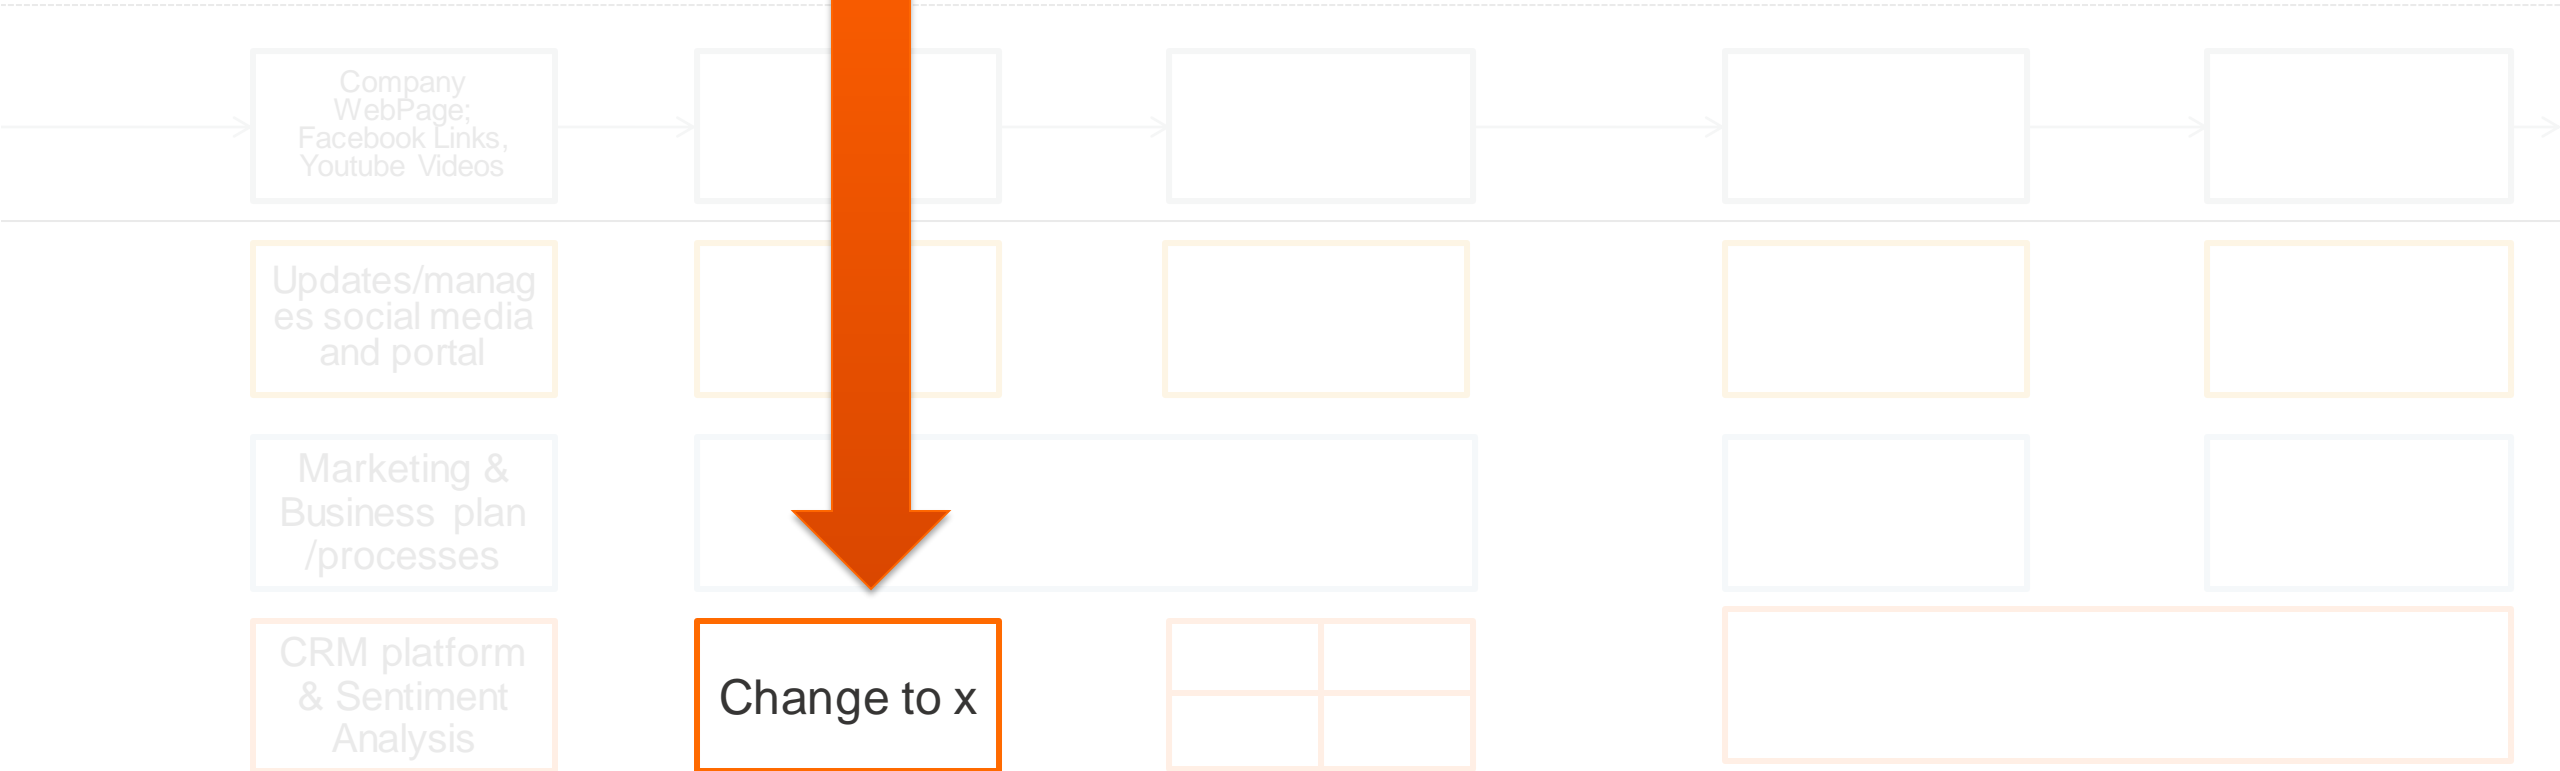 Company
WebPage;
Facebook Links,
Youtube Videos
Updates/manag
es social media
and portal
Marketing &
Business plan
/processes
CRM platform
& Sentiment
Analysis
Change to x